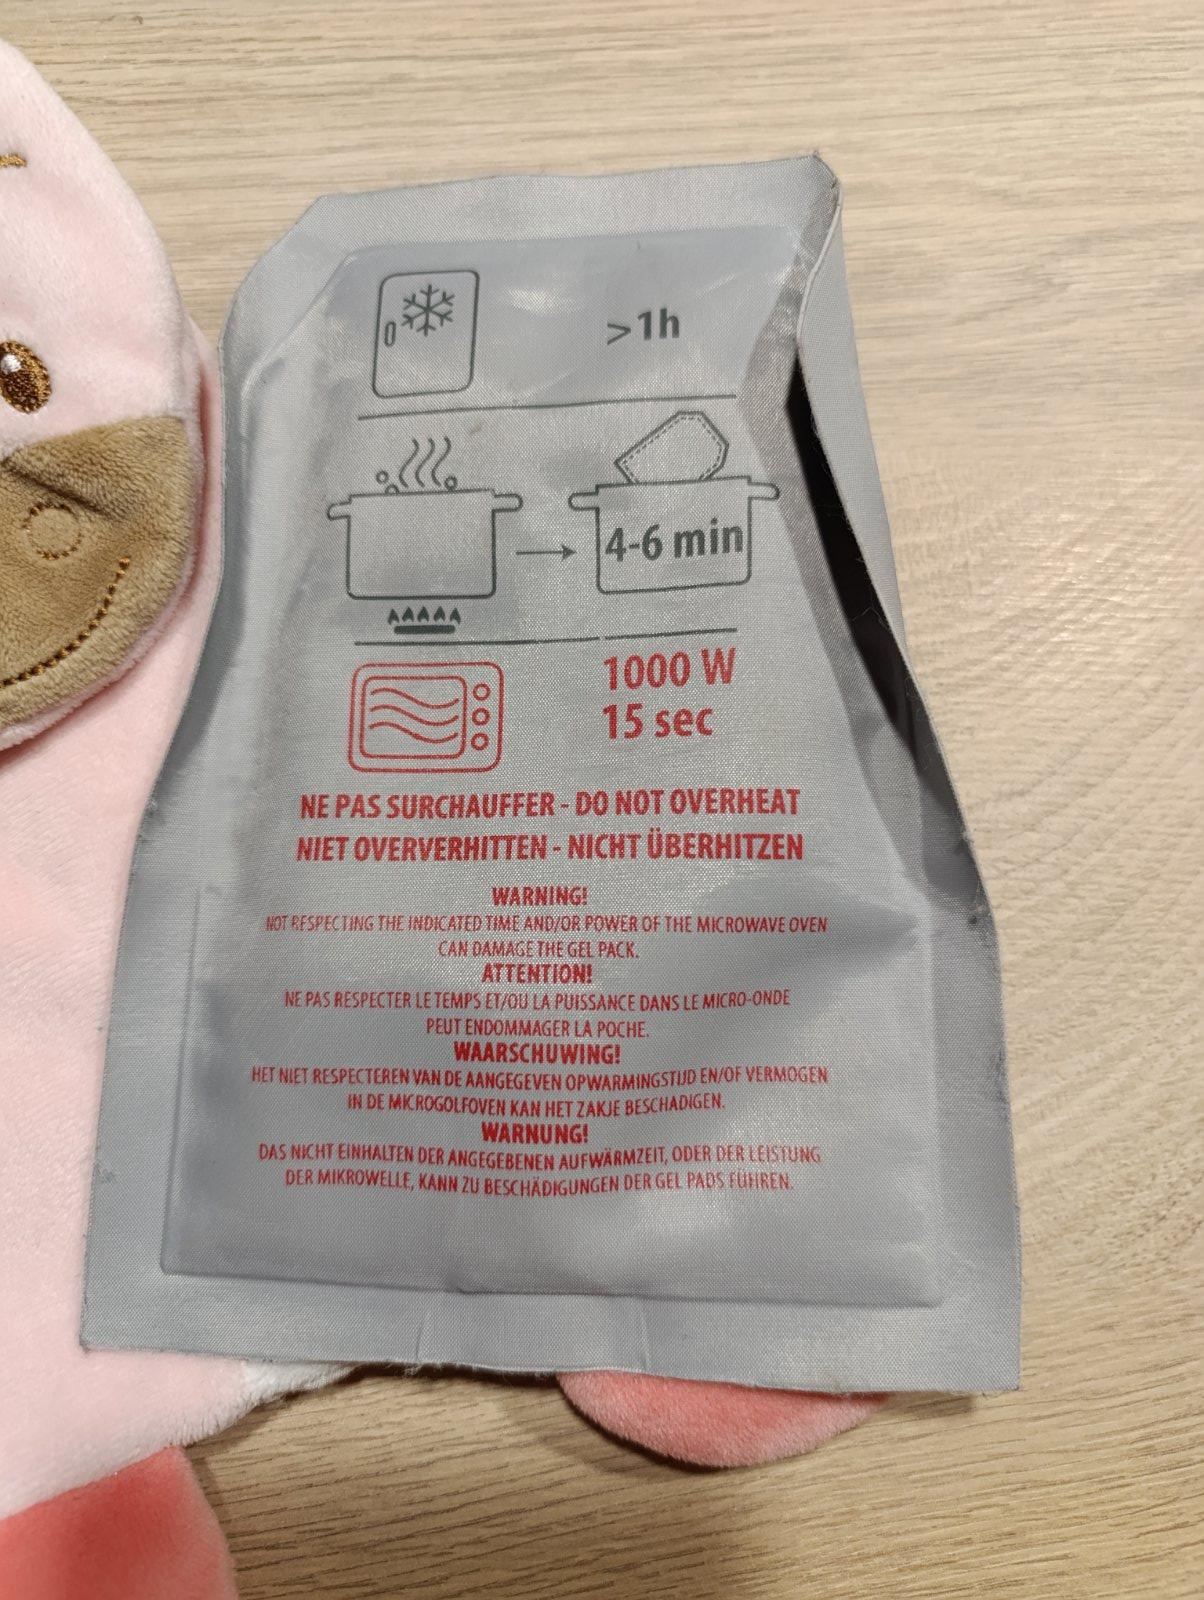 >1h
4-6 min
1000 W
15 sec
NE PAS SURCHAUFFER - DO NOT OVERHEAT
NIET OVERVERHITTEN - NICHT ÜBERHITZEN
WARNING!
NOT RESPECTING THE INDICATED TIME AND/OR POWER OF THE MICROWAVE OVEN
CAN DAMAGE THE GEL PACK.
ATTENTION!
NE PAS RESPECTER LE TEMPS ET/OU LA PUISSANCE DANS LE MICRO-ONDE
PEUT ENDOMMAGER LA POCHE.
WAARSCHUWING!
HET NIET RESPECTEREN VAN DE AANGEGEVEN OPWARMINGSTIJD EN/OF VERMOGEN
IN DE MICROGOLFOVEN KAN HET ZAKJE BESCHADIGEN.
WARNUNG!
DAS NICHT EINHALTEN DER ANGEGEBENEN AUFWÄRMZEIT, ODER DER LEISTUNG
DER MIKROWELLE, KANN ZU BESCHÄDIGUNGEN DER GEL PADS FÜHREN.